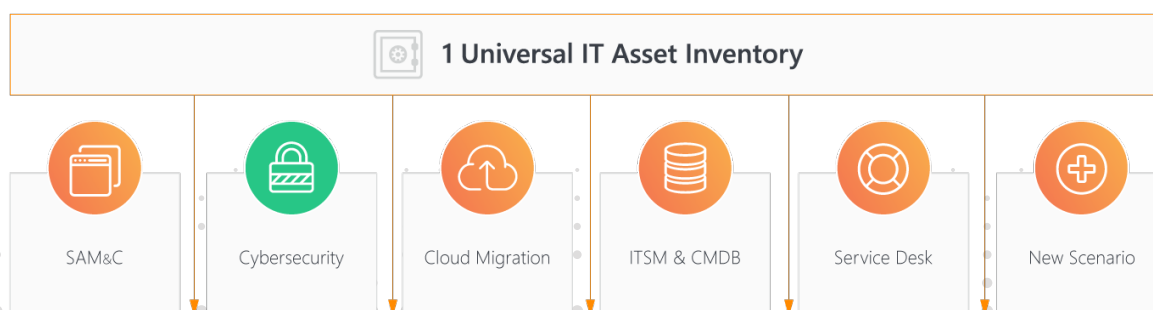 1 Universal IT Asset Inventory
SAM&C
Cybersecurity
Cloud Migration
ITSM & CMDB
Service Desk
New Scenario